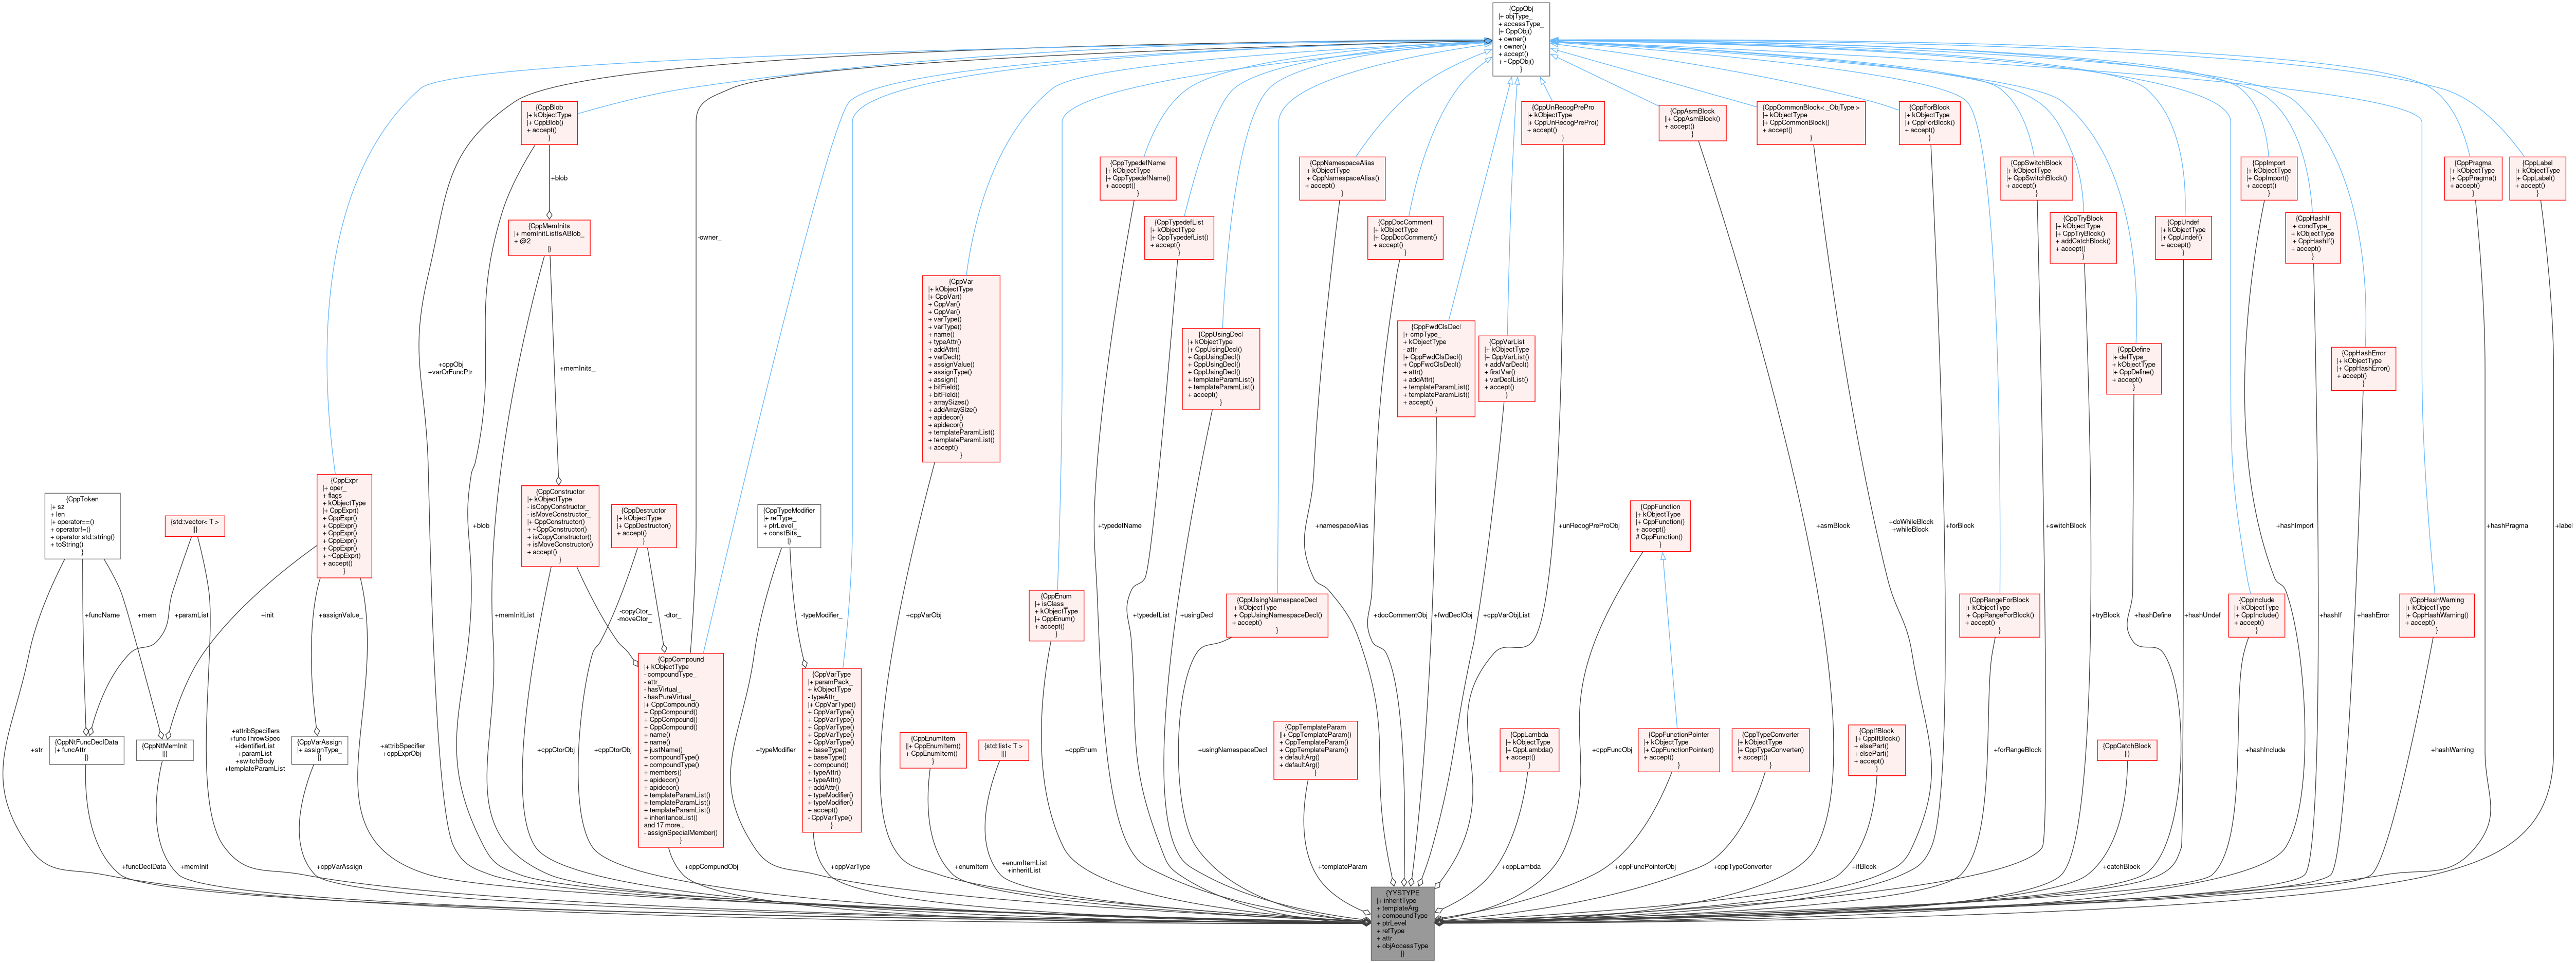 {CppObj
|+ objType_
+ accessType_
|+ CppObj()
+ owner()
+ owner()
+ accept()
+ ~CppObj()
}
{CppBlob
|+ kObjectType
|+ CppBlob()
+ accept()
}
{CppUnRecogPrePro
|+ kObjectType
|+ CppUnRecogPrePro()
+ accept()
}
{CppAsmBlock
||+ CppAsmBlock()
+ accept()
}
{CppCommonBlock< _ObjType >
|+ kObjectType
|+ CppCommonBlock()
+ accept()
}
{CppForBlock
|+ kObjectType
|+ CppForBlock()
+ accept()
}
{CppTypedefName
|+ kObjectType
|+ CppTypedefName()
+ accept()
}
{CppNamespaceAlias
|+ kObjectType
|+ CppNamespaceAlias()
+ accept()
}
{CppSwitchBlock
|+ kObjectType
|+ CppSwitchBlock()
+ accept()
}
{CppImport
|+ kObjectType
|+ CppImport()
+ accept()
}
{CppPragma
|+ kObjectType
|+ CppPragma()
+ accept()
}
{CppLabel
|+ kObjectType
|+ CppLabel()
+ accept()
}
+blob
{CppMemInits
|+ memInitListIsABlob_
+ @2
|}
-owner_
{CppTypedefList
|+ kObjectType
|+ CppTypedefList()
+ accept()
}
{CppDocComment
|+ kObjectType
|+ CppDocComment()
+ accept()
}
{CppTryBlock
|+ kObjectType
|+ CppTryBlock()
+ addCatchBlock()
+ accept()
}
{CppUndef
|+ kObjectType
|+ CppUndef()
+ accept()
}
{CppHashIf
|+ condType_
+ kObjectType
|+ CppHashIf()
+ accept()
}
{CppVar
|+ kObjectType
|+ CppVar()
+ CppVar()
+ CppVar()
+ varType()
+ varType()
+ name()
+ typeAttr()
+ addAttr()
+ varDecl()
+ assignValue()
+ assignType()
+ assign()
+ bitField()
+ bitField()
+ arraySizes()
+ addArraySize()
+ apidecor()
+ apidecor()
+ templateParamList()
+ templateParamList()
+ accept()
}
{CppUsingDecl
|+ kObjectType
|+ CppUsingDecl()
+ CppUsingDecl()
+ CppUsingDecl()
+ CppUsingDecl()
+ templateParamList()
+ templateParamList()
+ accept()
}
{CppFwdClsDecl
|+ cmpType_
+ kObjectType
- attr_
|+ CppFwdClsDecl()
+ CppFwdClsDecl()
+ attr()
+ addAttr()
+ templateParamList()
+ templateParamList()
+ accept()
}
{CppVarList
|+ kObjectType
|+ CppVarList()
+ addVarDecl()
+ firstVar()
+ varDeclList()
+ accept()
}
{CppDefine
|+ defType_
+ kObjectType
|+ CppDefine()
+ accept()
}
{CppHashError
|+ kObjectType
|+ CppHashError()
+ accept()
}
+cppObj
+varOrFuncPtr
+memInits_
{CppExpr
|+ oper_
+ flags_
+ kObjectType
|+ CppExpr()
+ CppExpr()
+ CppExpr()
+ CppExpr()
+ CppExpr()
+ CppExpr()
+ ~CppExpr()
+ accept()
}
{CppToken
|+ sz
+ len
|+ operator==()
+ operator!=()
+ operator std::string()
+ toString()
}
{std::vector< T >
||}
{CppConstructor
|+ kObjectType
- isCopyConstructor_
- isMoveConstructor_
|+ CppConstructor()
+ ~CppConstructor()
+ isCopyConstructor()
+ isMoveConstructor()
+ accept()
}
{CppDestructor
|+ kObjectType
|+ CppDestructor()
+ accept()
}
{CppTypeModifier
|+ refType_
+ ptrLevel_
+ constBits_
|}
{CppFunction
|+ kObjectType
|+ CppFunction()
+ accept()
# CppFunction()
}
+blob
+typedefName
+namespaceAlias
+unRecogPreProObj
+asmBlock
+doWhileBlock
+whileBlock
+forBlock
+switchBlock
+hashImport
+hashPragma
+label
{CppEnum
|+ isClass
+ kObjectType
|+ CppEnum()
+ accept()
}
{CppUsingNamespaceDecl
|+ kObjectType
|+ CppUsingNamespaceDecl()
+ accept()
}
{CppRangeForBlock
|+ kObjectType
|+ CppRangeForBlock()
+ accept()
}
{CppInclude
|+ kObjectType
|+ CppInclude()
+ accept()
}
{CppHashWarning
|+ kObjectType
|+ CppHashWarning()
+ accept()
}
+funcName
+mem
+paramList
+init
+assignValue_
+memInitList
-copyCtor_
-moveCtor_
-dtor_
-typeModifier_
+cppVarObj
+typedefList
+usingDecl
+docCommentObj
+fwdDeclObj
+cppVarObjList
+tryBlock
+hashDefine
+hashUndef
+hashIf
+hashError
{CppCompound
|+ kObjectType
- compoundType_
- attr_
- hasVirtual_
- hasPureVirtual_
|+ CppCompound()
+ CppCompound()
+ CppCompound()
+ CppCompound()
+ name()
+ name()
+ justName()
+ compoundType()
+ compoundType()
+ members()
+ apidecor()
+ apidecor()
+ templateParamList()
+ templateParamList()
+ templateParamList()
+ inheritanceList()
and 17 more...
- assignSpecialMember()
}
{CppVarType
|+ paramPack_
+ kObjectType
- typeAttr_
|+ CppVarType()
+ CppVarType()
+ CppVarType()
+ CppVarType()
+ CppVarType()
+ CppVarType()
+ baseType()
+ baseType()
+ compound()
+ typeAttr()
+ typeAttr()
+ addAttr()
+ typeModifier()
+ typeModifier()
+ accept()
- CppVarType()
}
+str
{CppNtFuncDeclData
|+ funcAttr
|}
{CppNtMemInit
||}
+attribSpecifiers
+funcThrowSpec
+identifierList
+paramList
+switchBody
+templateParamList
{CppVarAssign
|+ assignType_
|}
+attribSpecifier
+cppExprObj
+cppCtorObj
+cppDtorObj
+typeModifier
{CppEnumItem
||+ CppEnumItem()
+ CppEnumItem()
}
{std::list< T >
||}
+cppEnum
+usingNamespaceDecl
{CppTemplateParam
||+ CppTemplateParam()
+ CppTemplateParam()
+ CppTemplateParam()
+ defaultArg()
+ defaultArg()
}
{CppLambda
|+ kObjectType
|+ CppLambda()
+ accept()
}
+cppFuncObj
{CppFunctionPointer
|+ kObjectType
|+ CppFunctionPointer()
+ accept()
}
{CppTypeConverter
|+ kObjectType
|+ CppTypeConverter()
+ accept()
}
{CppIfBlock
||+ CppIfBlock()
+ elsePart()
+ elsePart()
+ accept()
}
+forRangeBlock
{CppCatchBlock
||}
+hashInclude
+hashWarning
+funcDeclData
+memInit
+cppVarAssign
+cppCompundObj
+cppVarType
+enumItem
+enumItemList
+inheritList
+templateParam
+cppLambda
+cppFuncPointerObj
+cppTypeConverter
+ifBlock
+catchBlock
{YYSTYPE
|+ inheritType
+ templateArg
+ compoundType
+ ptrLevel
+ refType
+ attr
+ objAccessType
|}